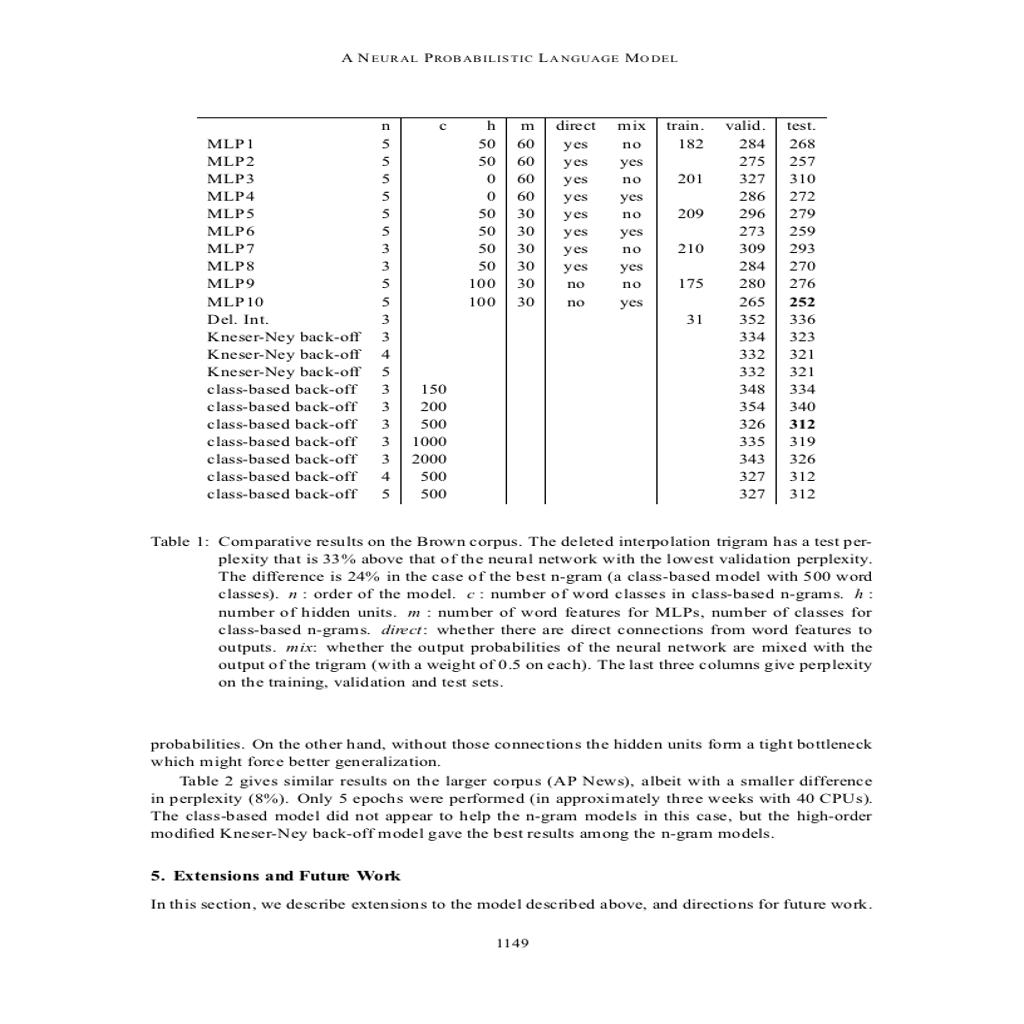 A NEURAL PROBABILISTIC LANGUAGE MODEL
n c h m direct mix train. valid. test.
MLP1 5 50 60 yes no 182 284 268
MLP2 5 50 60 yes yes 275 257
MLP3 5 0 60 yes no 201 327 310
MLP4 5 0 60 yes yes 286 272
MLP5 5 50 30 yes no 209 296 279
MLP6 5 50 30 yes yes 273 259
MLP7 3 50 30 yes no 210 309 293
MLP8 3 50 30 yes yes 284 270
MLP9 5 100 30 no no 175 280 276
MLP10 5 100 30 no yes 265 252
Del. Int. 3 31 352 336
Kneser-Ney back-off 3 334 323
Kneser-Ney back-off 4 332 321
Kneser-Ney back-off 5 332 321
class-based back-off 3 150 348 334
class-based back-off 3 200 354 340
class-based back-off 3 500 326 312
class-based back-off 3 1000 335 319
class-based back-off 3 2000 343 326
class-based back-off 4 500 327 312
class-based back-off 5 500 327 312
Table 1: Comparative results on the Brown corpus. The deleted interpolation trigram has a test per-
plexity that is 33% above that of the neural network with the lowest validation perplexity.
The difference is 24% in the case of the best n-gram (a class-based model with 500 word
classes). n : order of the model. c : number of word classes in class-based n-grams. h :
number of hidden units. m : number of word features for MLPs, number of classes for
class-based n-grams. direct: whether there are direct connections from word features to
outputs. mix: whether the output probabilities of the neural network are mixed with the
output of the trigram (with a weight of 0.5 on each). The last three columns give perplexity
on the training, validation and test sets.
probabilities. On the other hand, without those connections the hidden units form a tight bottleneck
which might force better generalization.
Table 2 gives similar results on the larger corpus (AP News), albeit with a smaller difference
in perplexity (8%). Only 5 epochs were performed (in approximately three weeks with 40 CPUs).
The class-based model did not appear to help the n-gram models in this case, but the high-order
modified Kneser-Ney back-off model gave the best results among the n-gram models.
5. Extensions and Future Work
In this section, we describe extensions to the model described above, and directions for future work.
1149